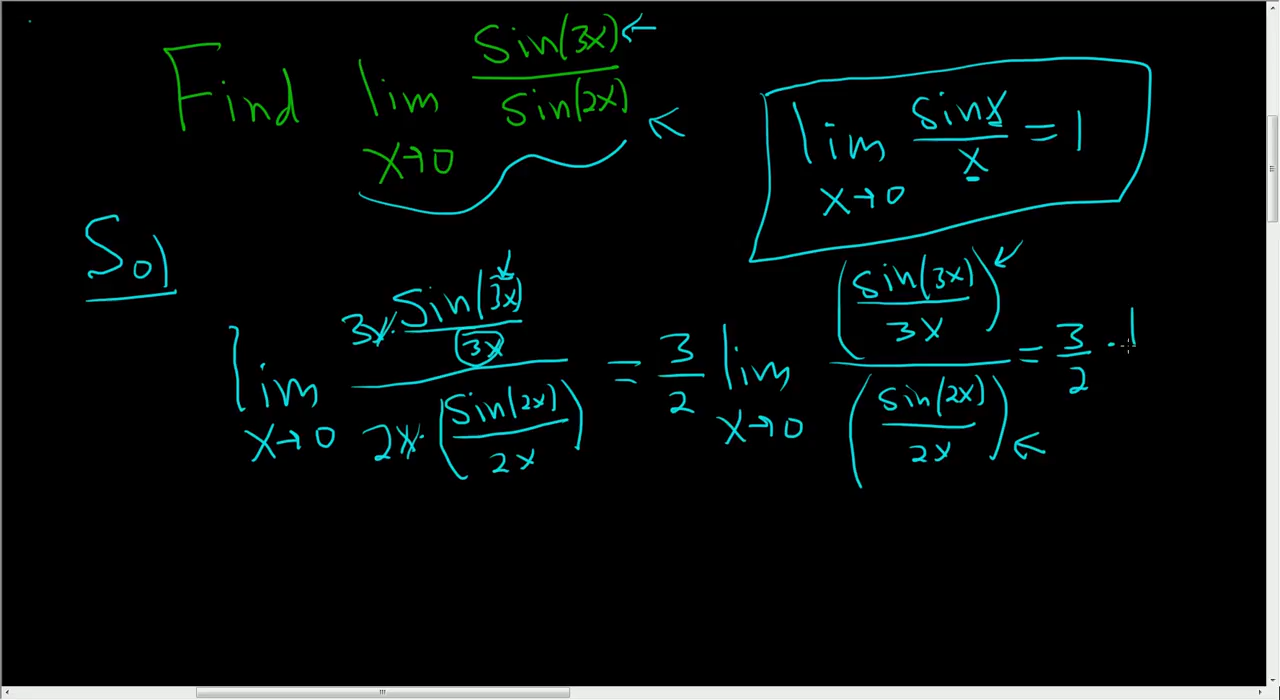 Find lim x→0 sin(3x)/sin(2x)
lim x→0 sin x/x = 1
Sol
lim x→0 (3x · sin(3x)/3x)/(2x · (sin(2x)/2x)) = 3/2 lim x→0 (sin(3x)/3x)/(sin(2x)/2x) = 3/2 · 1